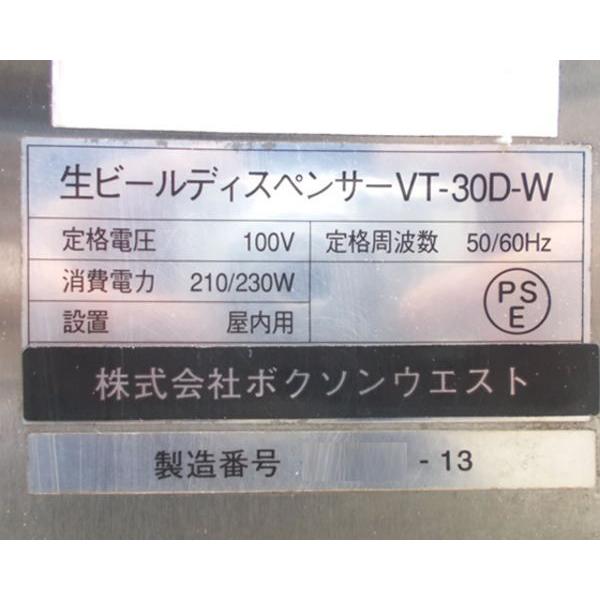 生ビールディスペンサーVT-30D-W
定格電圧 100V 定格周波数 50/60Hz
消費電力 210/230W
PSE
設置 屋内用
株式会社ボクソンウエスト
製造番号 - 13